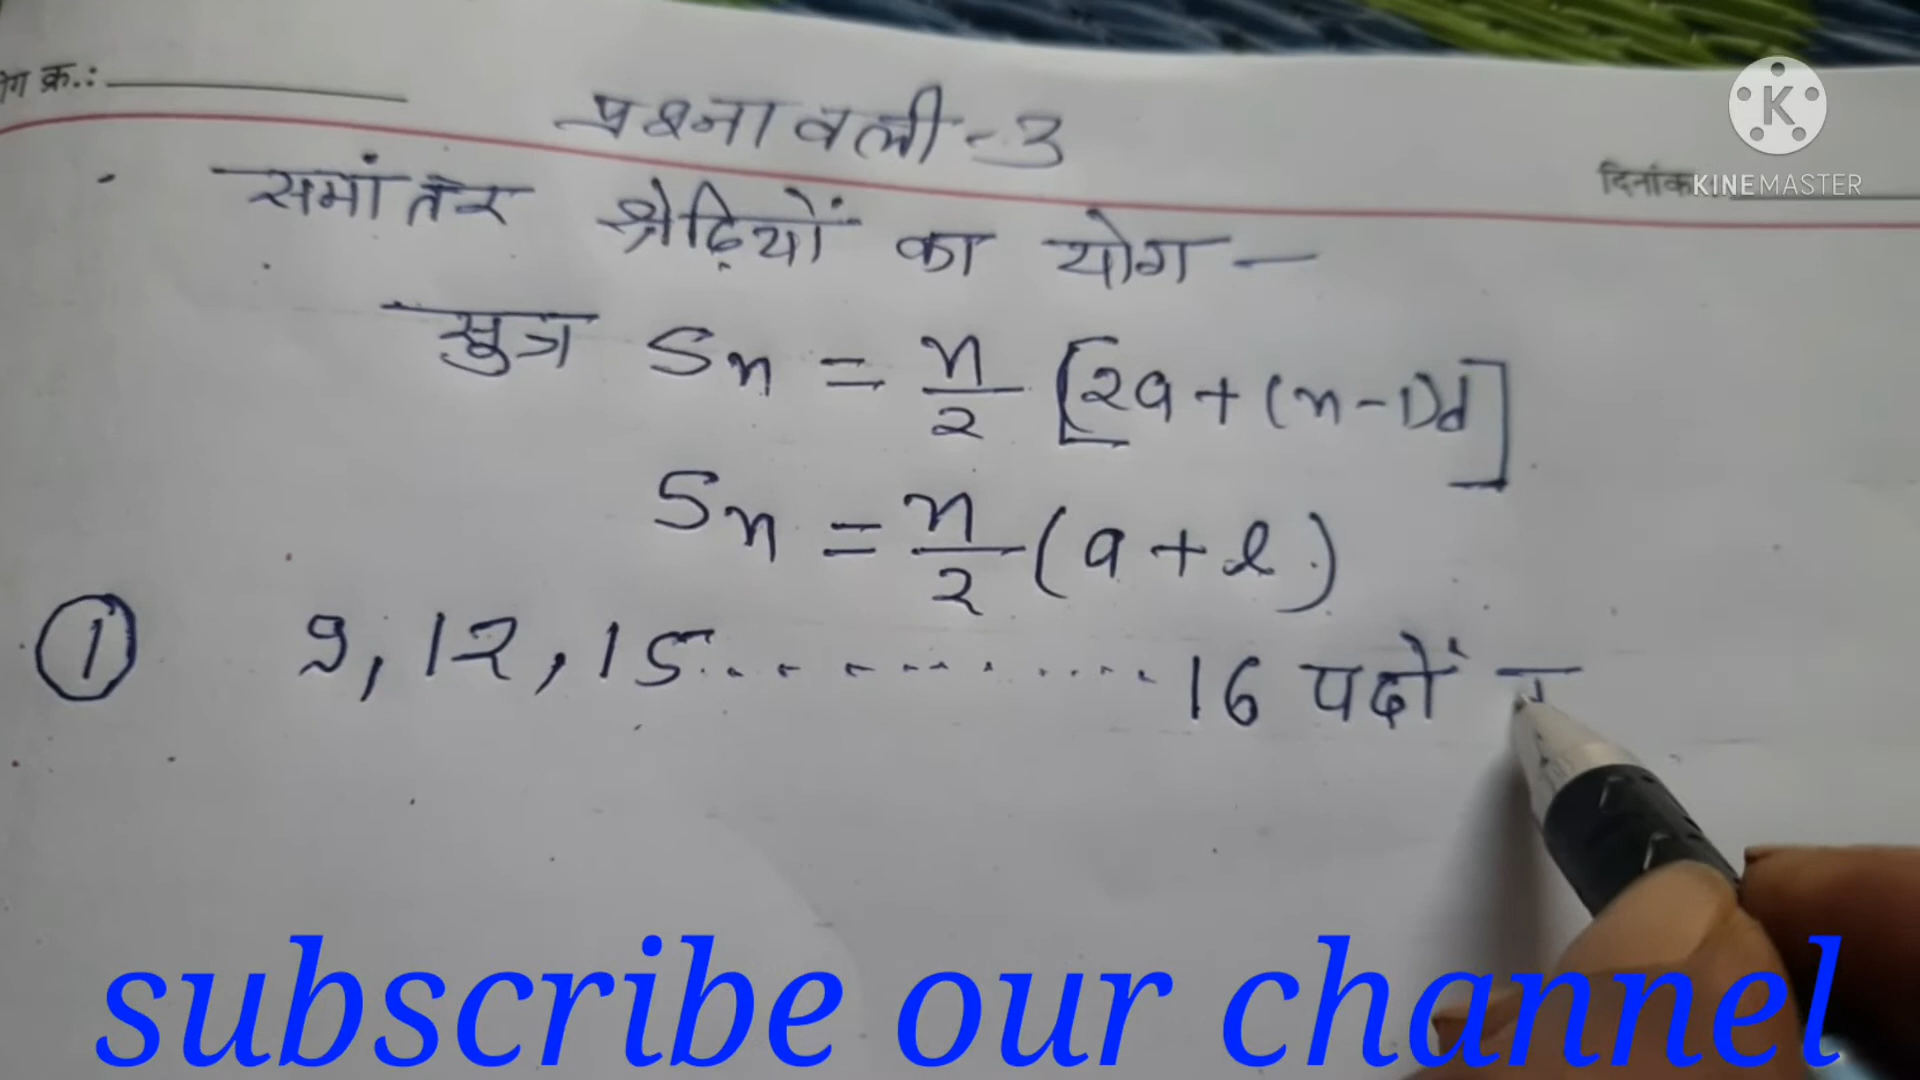 क्र.:
प्रश्नावली-3
KINEMASTER
दिनांक
समांतर श्रेढ़ियों का योग –
सुत्र Sn = n/2 [2a + (n-1)d]
Sn = n/2 (a + l)
① 9, 12, 15.............16 पदों
subscribe our channel